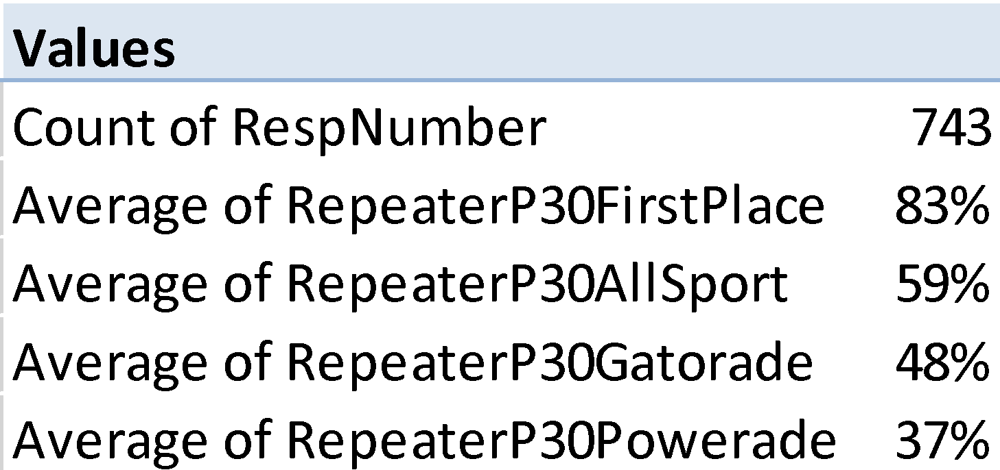 Values
Count of RespNumber 743
Average of RepeaterP30FirstPlace 83%
Average of RepeaterP30AllSport 59%
Average of RepeaterP30Gatorade 48%
Average of RepeaterP30Powerade 37%